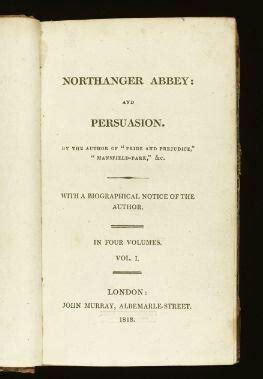 NORTHANGER ABBEY:
AND
PERSUASION.
BY THE AUTHOR OF "PRIDE AND PREJUDICE,"
"MANSFIELD-PARK," &c.
WITH A BIOGRAPHICAL NOTICE OF THE
AUTHOR.
IN FOUR VOLUMES.
VOL. I.
LONDON:
JOHN MURRAY, ALBEMARLE-STREET.
1818.